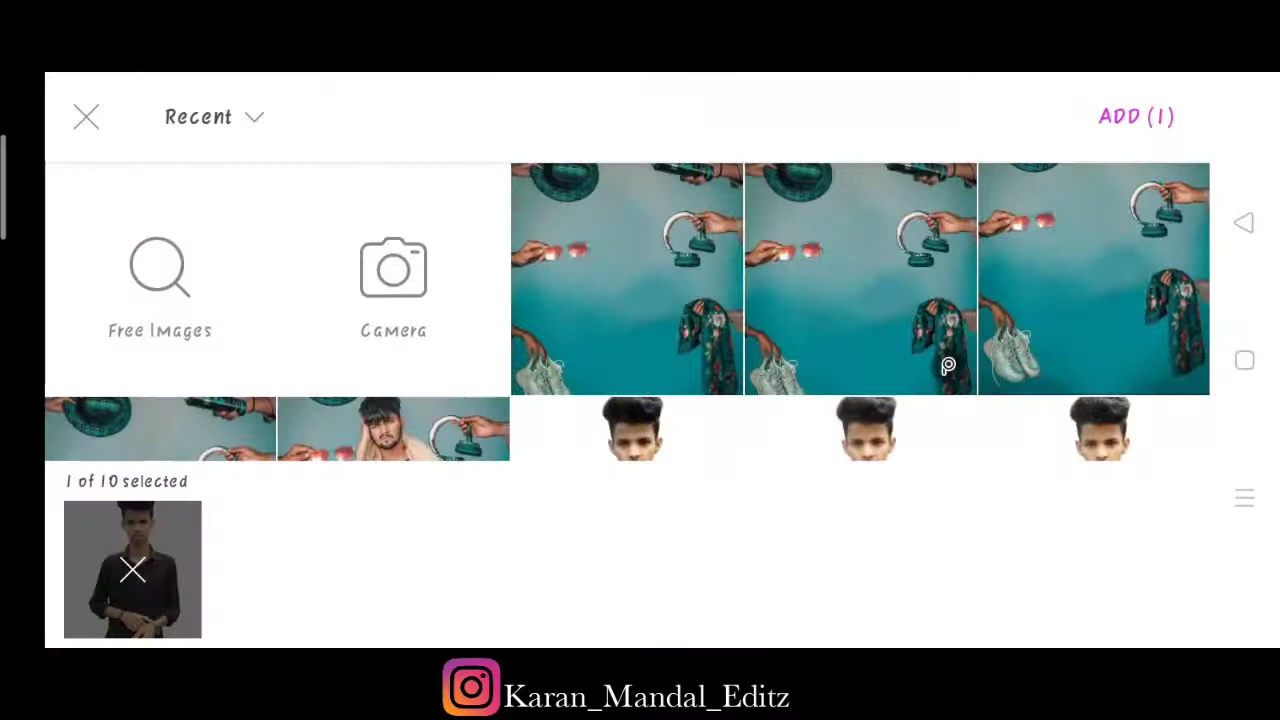 Recent
ADD (1)
Free Images
Camera
1 of 10 selected
Karan_Mandal_Editz